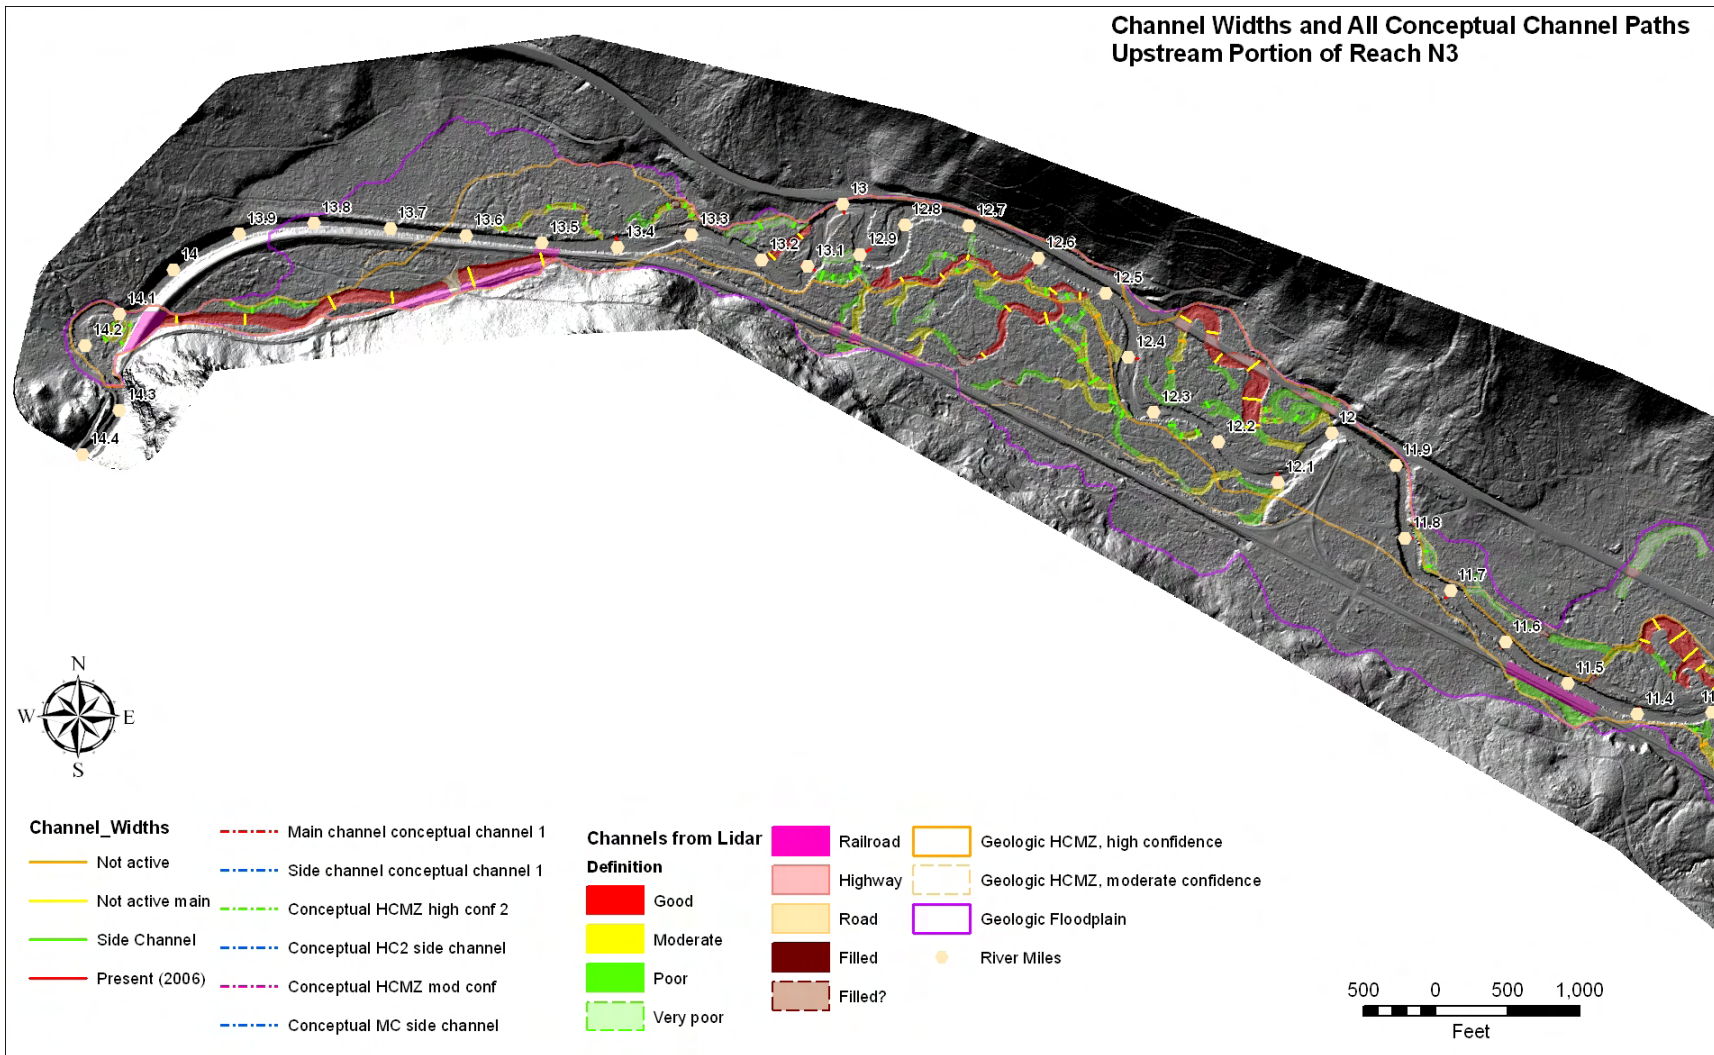 Channel Widths and All Conceptual Channel Paths
Upstream Portion of Reach N3
13
12.8
12.7
13.9
13.8
13.7
13.6
13.5
13.4
13.3
13.2
13.1
12.9
12.6
14
12.5
14.1
14.2
12.4
14.3
12.3
14.4
12.2
12
12.1
11.9
11.8
11.7
11.6
11.5
11.4
11
N
W
E
S
Channel_Widths
Not active
Not active main
Side Channel
Present (2006)
Main channel conceptual channel 1
Side channel conceptual channel 1
Conceptual HCMZ high conf 2
Conceptual HC2 side channel
Conceptual HCMZ mod conf
Conceptual MC side channel
Channels from Lidar
Definition
Good
Moderate
Poor
Very poor
Railroad
Highway
Road
Filled
Filled?
Geologic HCMZ, high confidence
Geologic HCMZ, moderate confidence
Geologic Floodplain
River Miles
500 0 500 1,000
Feet